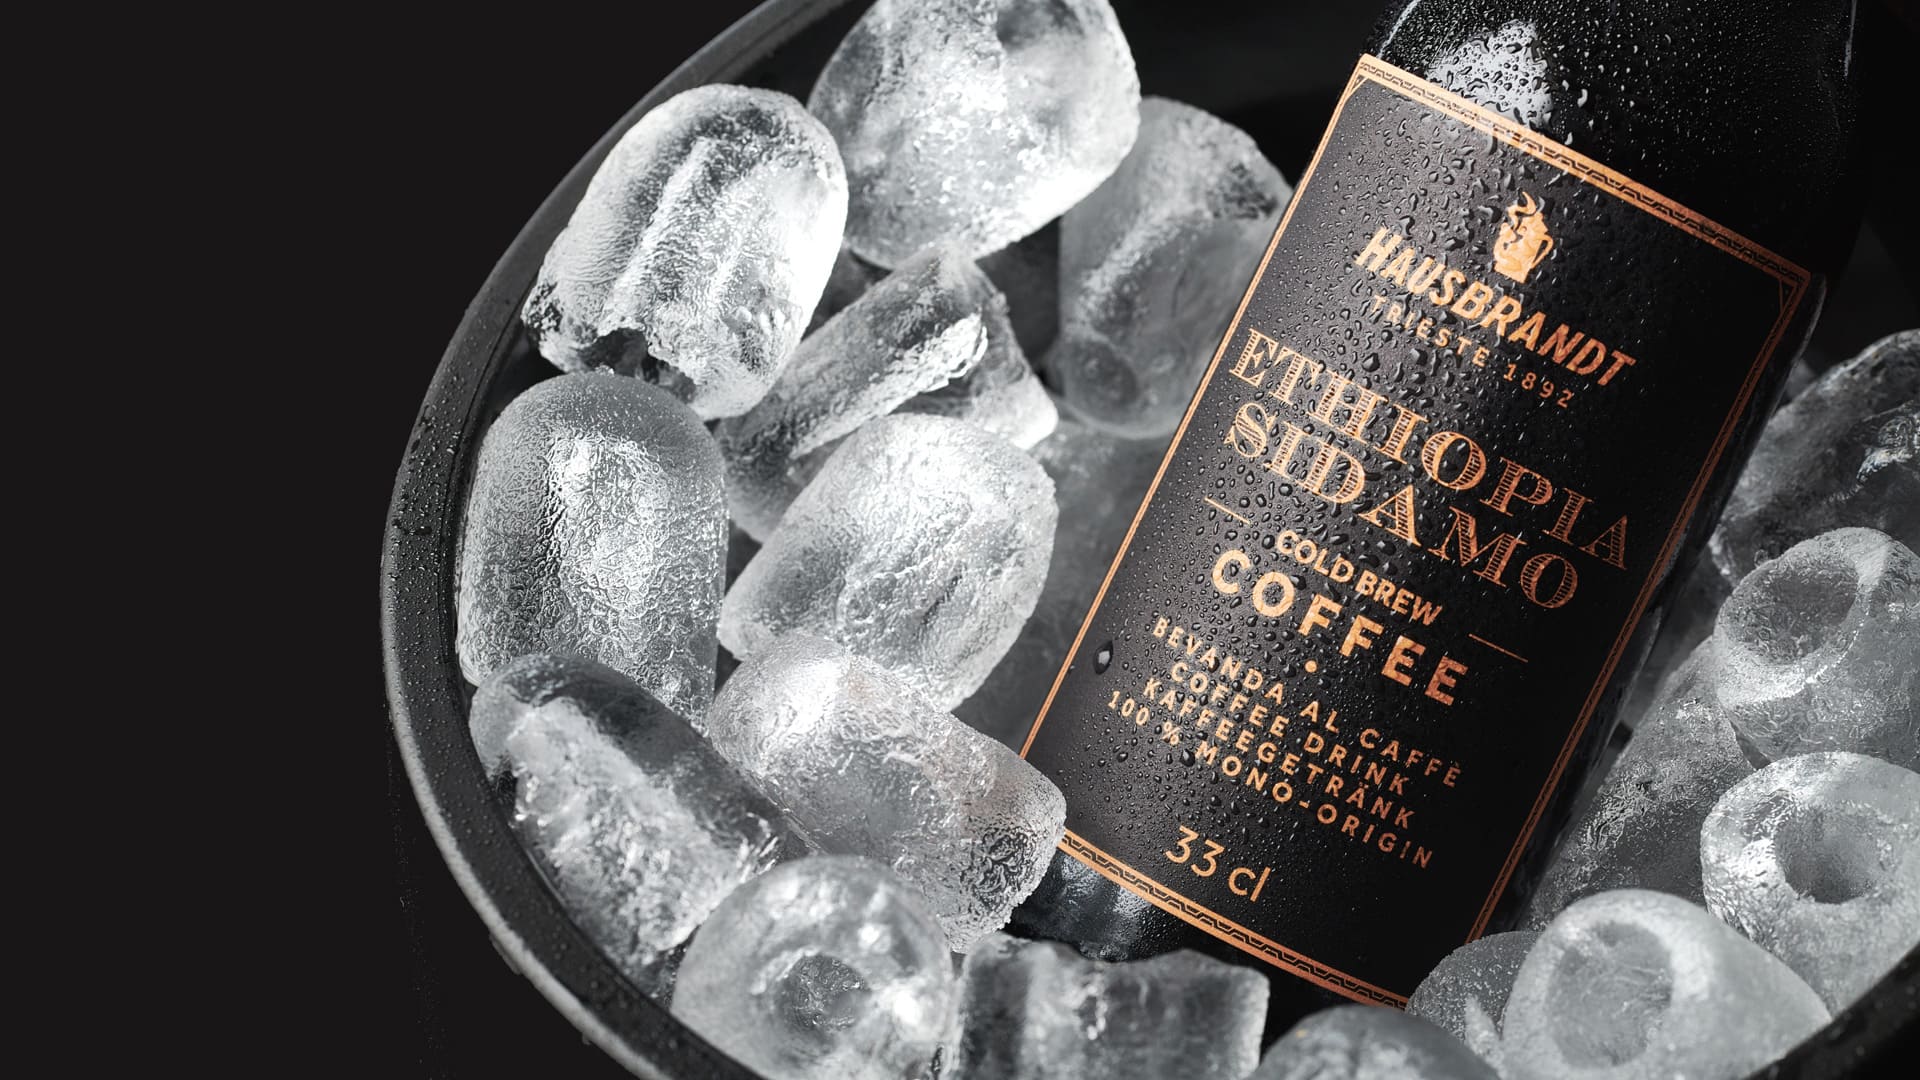 HAUSBRANDT
TRIESTE 1892
ETHIOPIA
SIDAMO
COLD BREW
COFFEE
BEVANDA AL CAFFÈ
COFFEE DRINK
KAFFEEGETRÄNK
100 % MONO-ORIGIN
33 cl